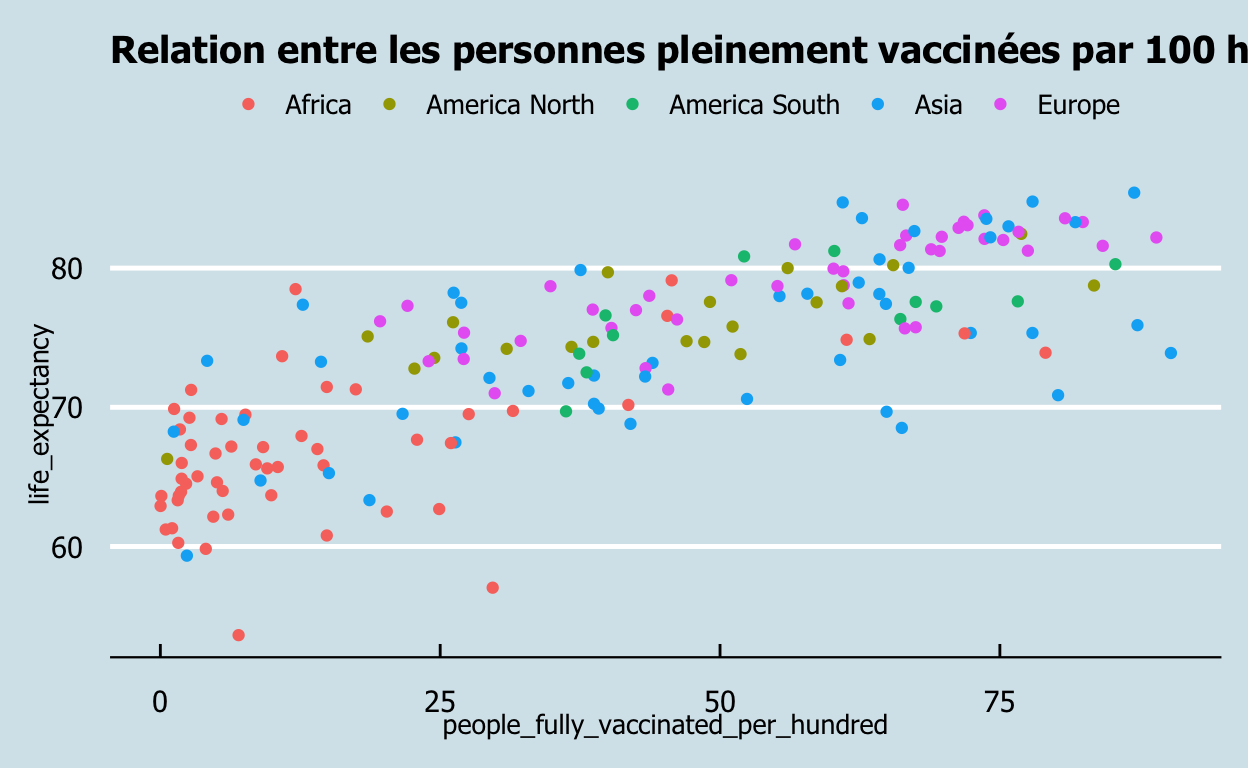 Relation entre les personnes pleinement vaccinées par 100 h
Africa America North America South Asia Europe
80
70
60
life_expectancy
0 25 50 75
people_fully_vaccinated_per_hundred